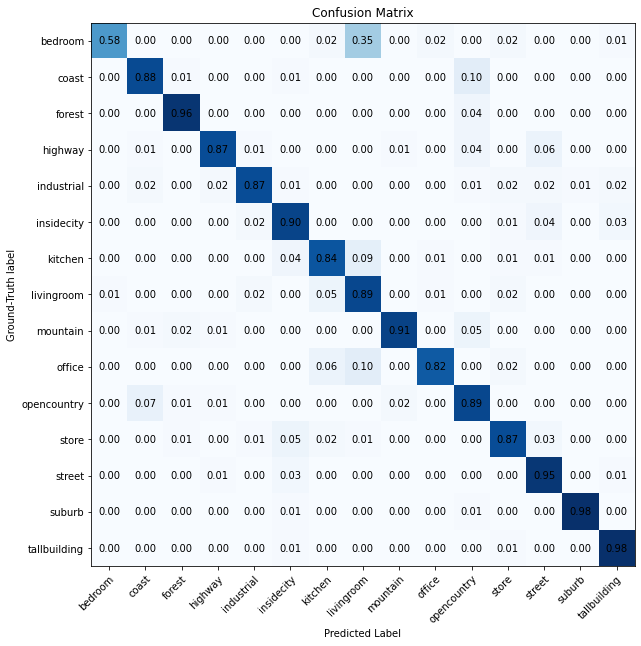 Confusion Matrix
bedroom 0.58 0.00 0.00 0.00 0.00 0.00 0.02 0.35 0.00 0.02 0.00 0.02 0.00 0.00 0.01
coast 0.00 0.88 0.01 0.00 0.00 0.01 0.00 0.00 0.00 0.00 0.10 0.00 0.00 0.00 0.00
forest 0.00 0.00 0.96 0.00 0.00 0.00 0.00 0.00 0.00 0.00 0.04 0.00 0.00 0.00 0.00
highway 0.00 0.01 0.00 0.87 0.01 0.00 0.00 0.00 0.01 0.00 0.04 0.00 0.06 0.00 0.00
industrial 0.00 0.02 0.00 0.02 0.87 0.01 0.00 0.00 0.00 0.00 0.01 0.02 0.02 0.01 0.02
insidecity 0.00 0.00 0.00 0.00 0.02 0.90 0.00 0.00 0.00 0.00 0.00 0.01 0.04 0.00 0.03
kitchen 0.00 0.00 0.00 0.00 0.00 0.04 0.84 0.09 0.00 0.01 0.00 0.01 0.01 0.00 0.00
livingroom 0.01 0.00 0.00 0.00 0.02 0.00 0.05 0.89 0.00 0.01 0.00 0.02 0.00 0.00 0.00
mountain 0.00 0.01 0.02 0.01 0.00 0.00 0.00 0.00 0.91 0.00 0.05 0.00 0.00 0.00 0.00
office 0.00 0.00 0.00 0.00 0.00 0.00 0.06 0.10 0.00 0.82 0.00 0.02 0.00 0.00 0.00
opencountry 0.00 0.07 0.01 0.01 0.00 0.00 0.00 0.00 0.02 0.00 0.89 0.00 0.00 0.00 0.00
store 0.00 0.00 0.01 0.00 0.01 0.05 0.02 0.01 0.00 0.00 0.00 0.87 0.03 0.00 0.00
street 0.00 0.00 0.00 0.01 0.00 0.03 0.00 0.00 0.00 0.00 0.00 0.00 0.95 0.00 0.01
suburb 0.00 0.00 0.00 0.00 0.00 0.01 0.00 0.00 0.00 0.00 0.01 0.00 0.00 0.98 0.00
tallbuilding 0.00 0.00 0.00 0.00 0.00 0.01 0.00 0.00 0.00 0.00 0.00 0.01 0.00 0.00 0.98
Ground-Truth label
bedroom coast forest highway industrial insidecity kitchen livingroom mountain office opencountry store street suburb tallbuilding
Predicted Label